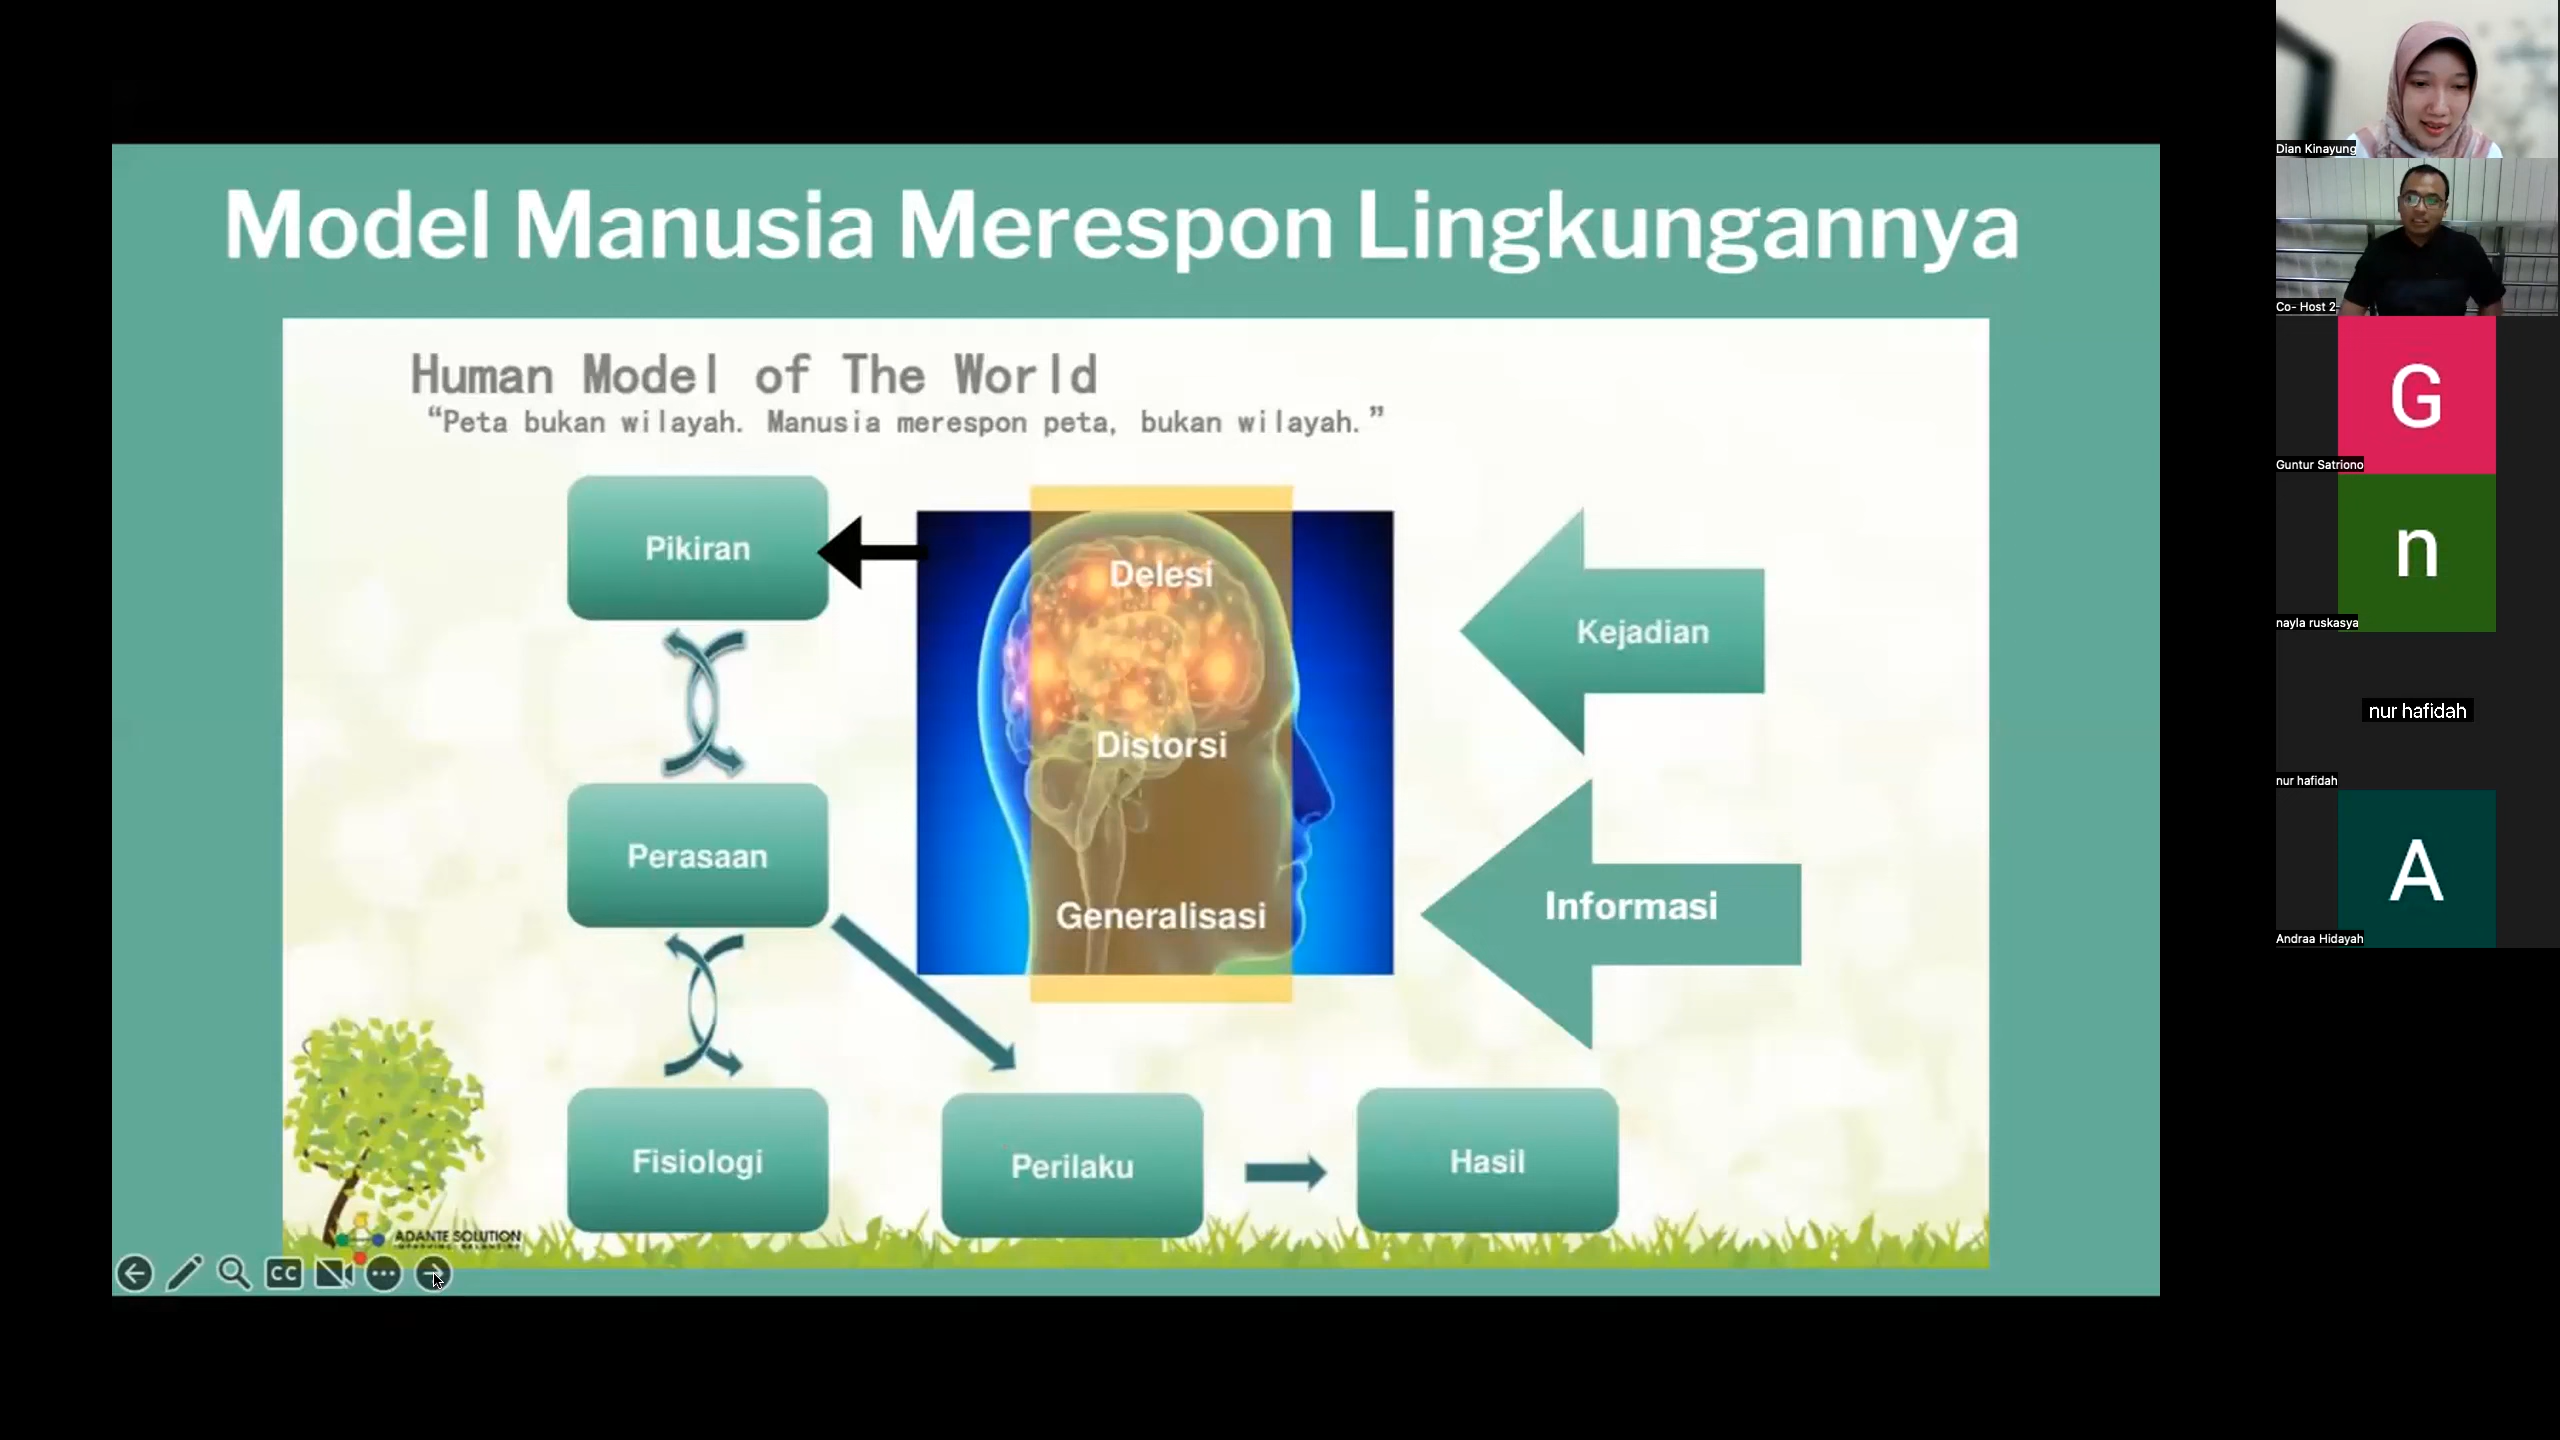 Model Manusia Merespon Lingkungannya
Human Model of The World
“Peta bukan wilayah. Manusia merespon peta, bukan wilayah.”
Pikiran
Delesi
Kejadian
Distorsi
Perasaan
Generalisasi
Informasi
Fisiologi
Perilaku
Hasil
ADANTE SOLUTION
CC
Dian Kinayung
Co- Host 2-
G
Guntur Satriono
n
nayla ruskasya
nur hafidah
nur hafidah
A
Andraa Hidayah